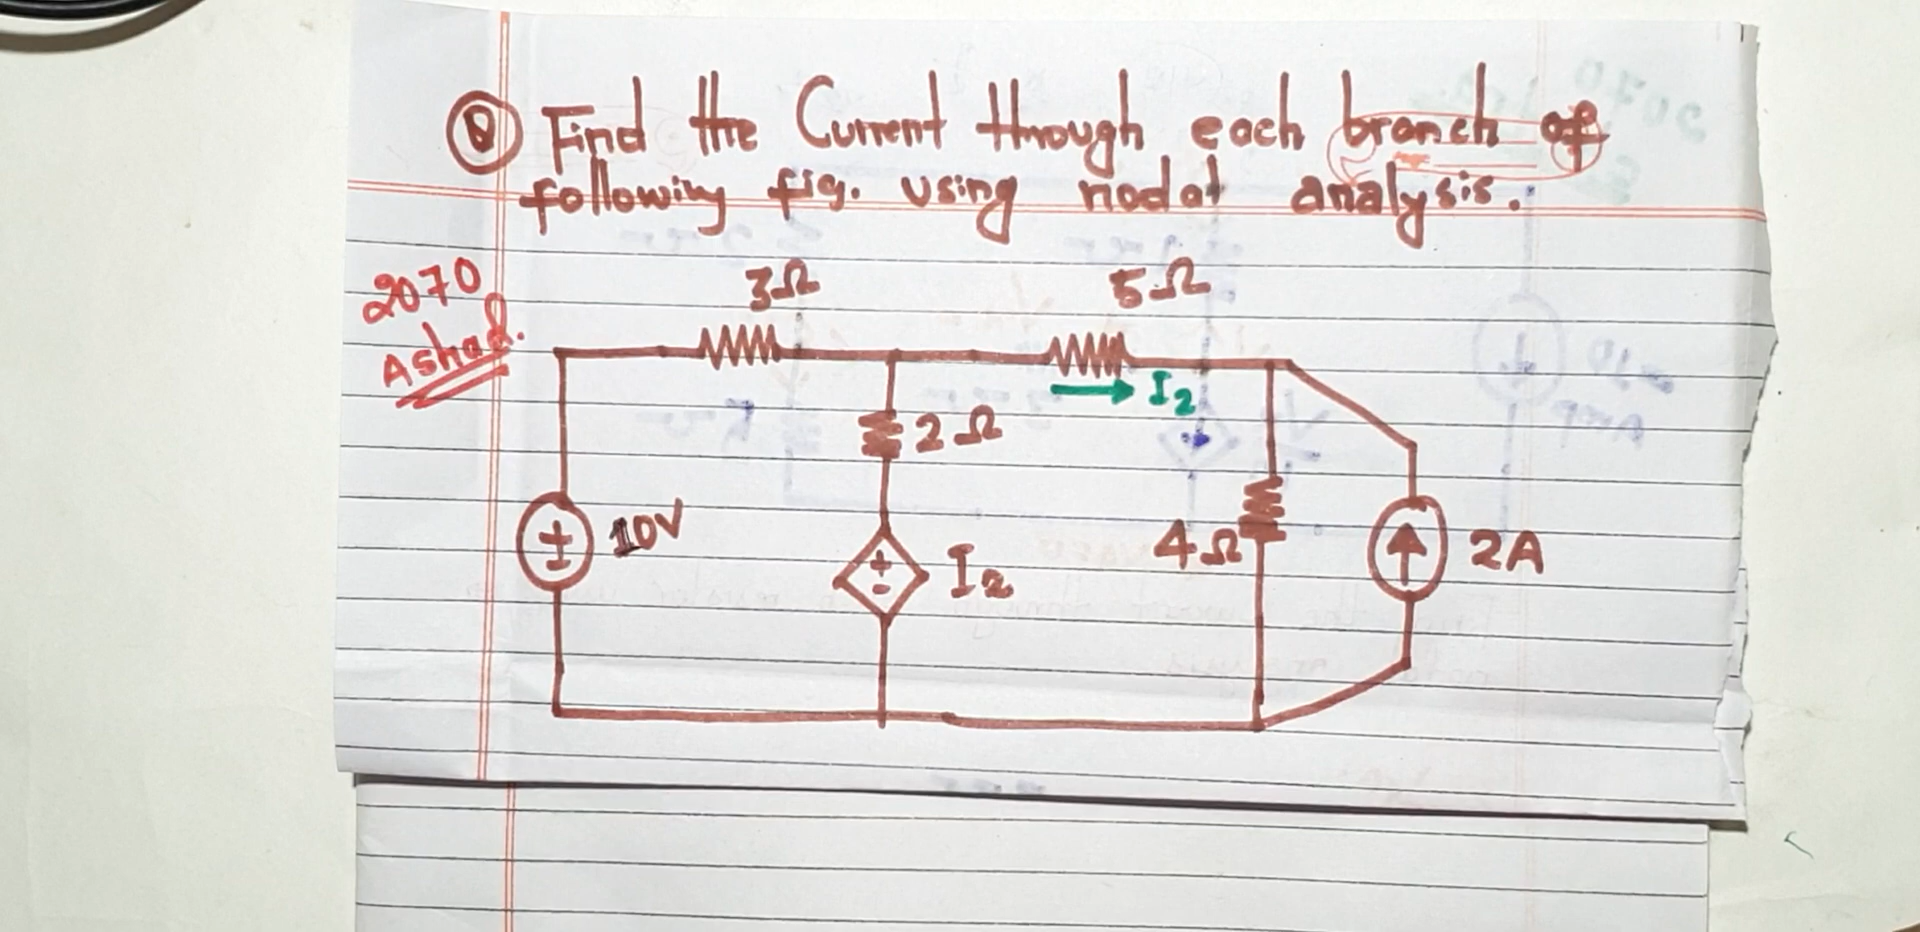 Q Find the Current through each branch of
following fig. using nodal analysis.
2070
Ashad.
3Ω
5Ω
I2
2Ω
10V
I2
4Ω
2A